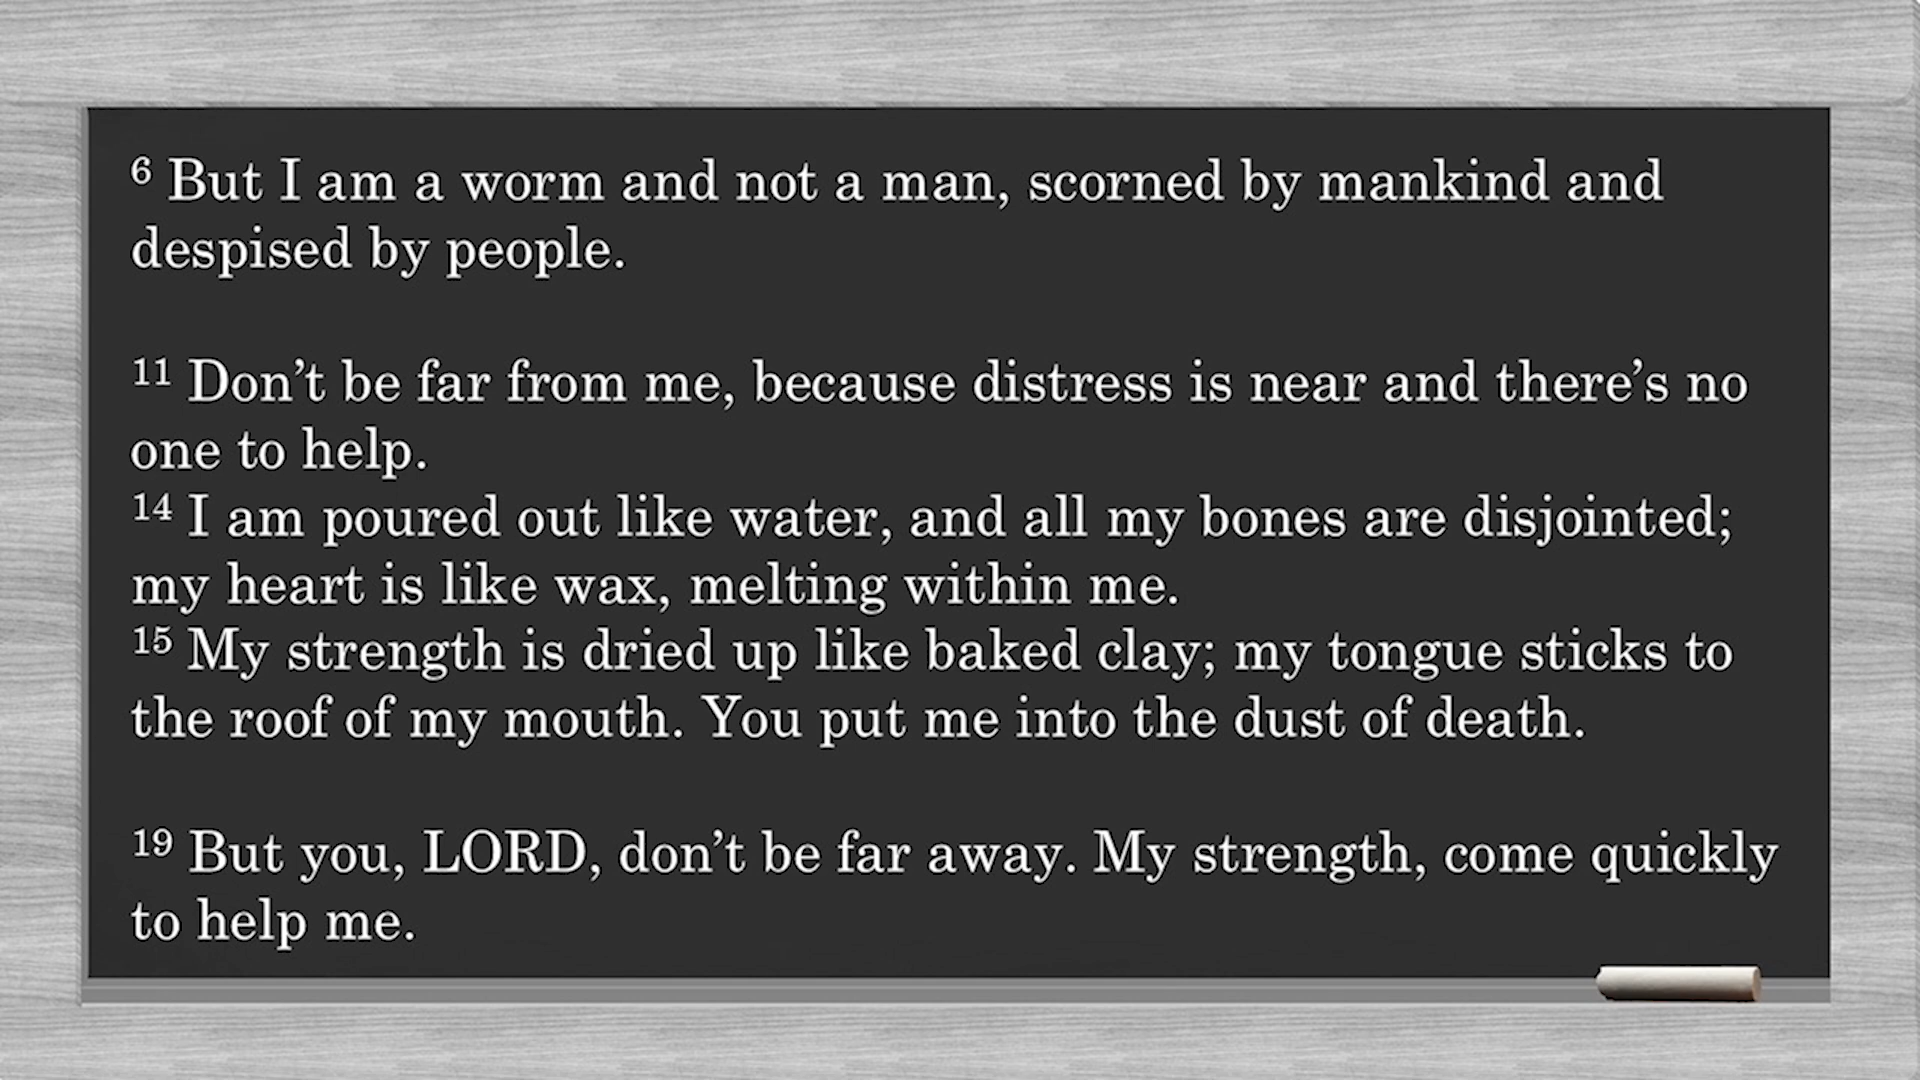 6 But I am a worm and not a man, scorned by mankind and
despised by people.
11 Don’t be far from me, because distress is near and there’s no
one to help.
14 I am poured out like water, and all my bones are disjointed;
my heart is like wax, melting within me.
15 My strength is dried up like baked clay; my tongue sticks to
the roof of my mouth. You put me into the dust of death.
19 But you, LORD, don’t be far away. My strength, come quickly
to help me.